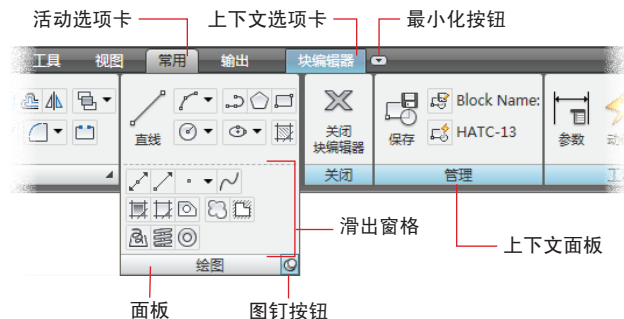 活动选项卡 上下文选项卡 最小化按钮
工具 视图 常用 输出 块编辑器
直线
关闭
块编辑器
保存
Block Name:
HATC-13
参数
关闭 管理
滑出窗格
上下文面板
绘图
面板 图钉按钮